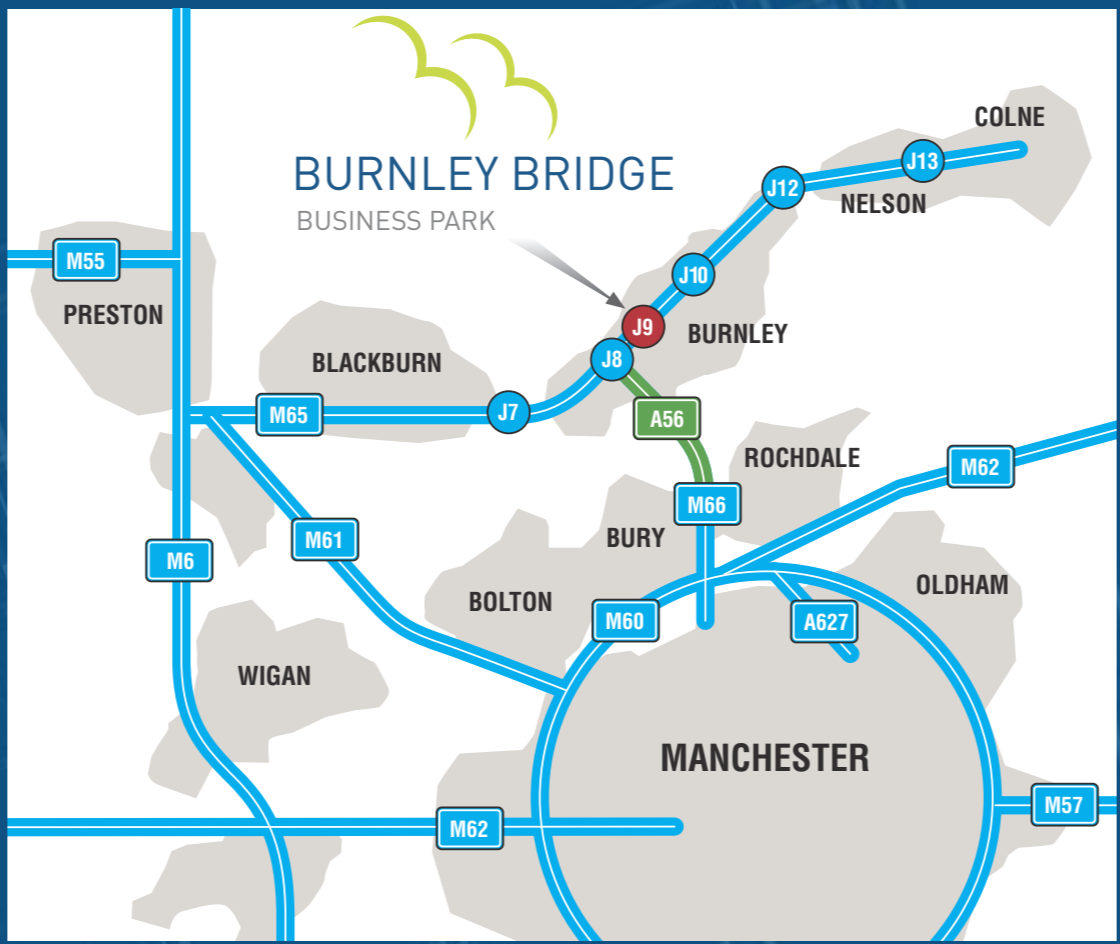 BURNLEY BRIDGE
BUSINESS PARK
COLNE
J13
J12
NELSON
M55
J10
PRESTON
J9
BURNLEY
BLACKBURN
J8
M65
J7
A56
ROCHDALE
M62
M66
BURY
M61
M6
OLDHAM
BOLTON
M60
A627
WIGAN
MANCHESTER
M57
M62